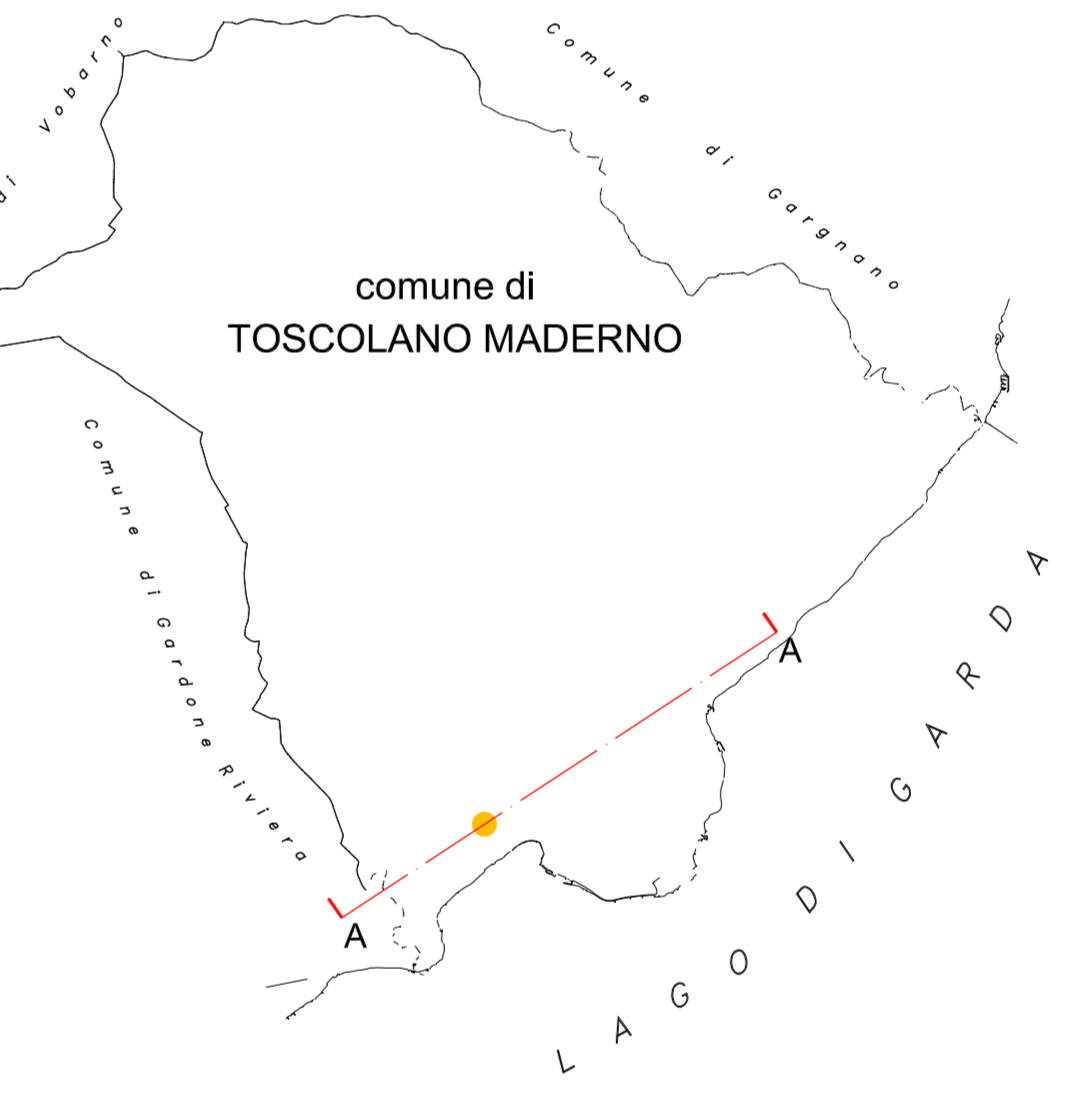 di Vobarno
Comune di Gargnano
comune di
TOSCOLANO MADERNO
Comune di Gardone Riviera
A
A
LAGO DI GARDA